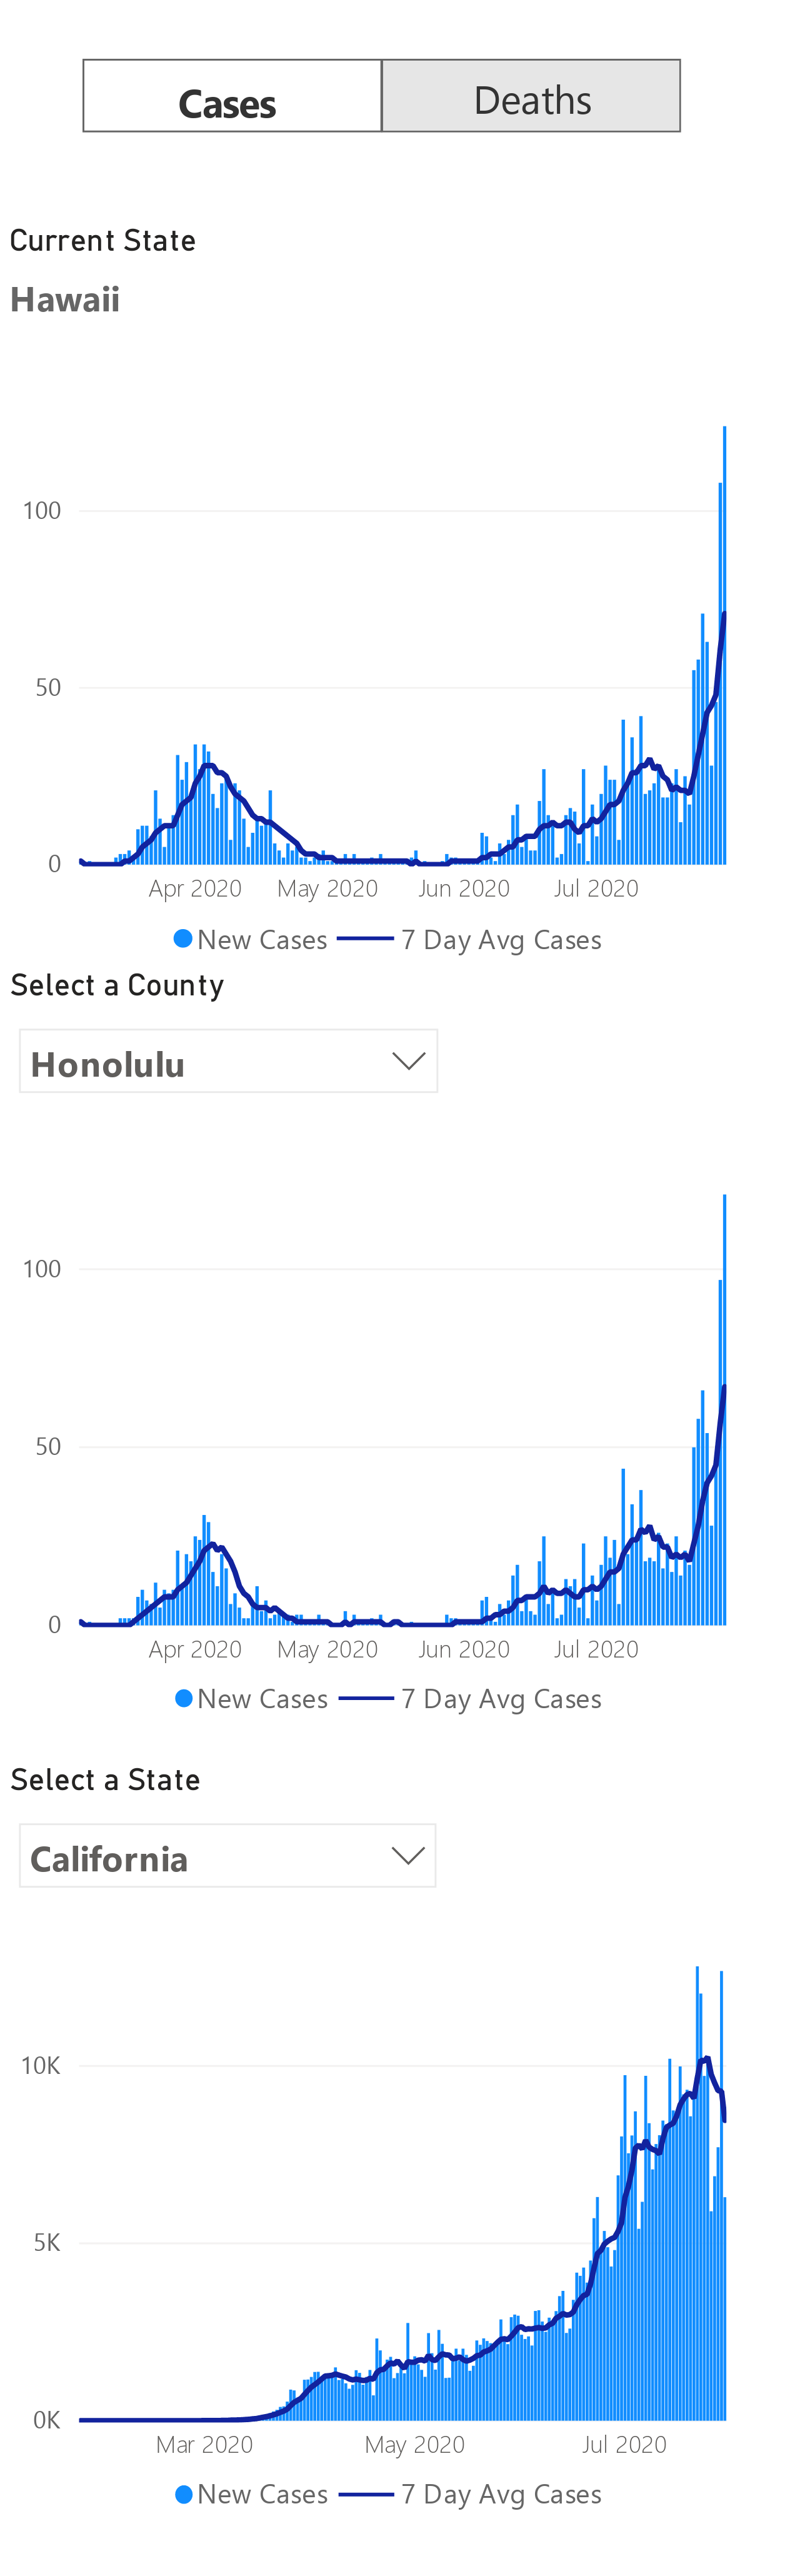 Cases Deaths
Current State
Hawaii
100
50
0
Apr 2020 May 2020 Jun 2020 Jul 2020
New Cases 7 Day Avg Cases
Select a County
Honolulu
100
50
0
Apr 2020 May 2020 Jun 2020 Jul 2020
New Cases 7 Day Avg Cases
Select a State
California
10K
5K
0K
Mar 2020 May 2020 Jul 2020
New Cases 7 Day Avg Cases